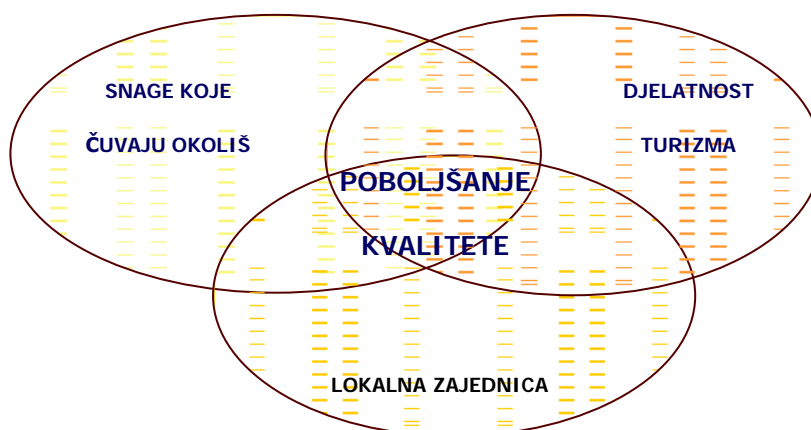 SNAGE KOJE
ČUVAJU OKOLIŠ
DJELATNOST
TURIZMA
POBOLJŠANJE
KVALITETE
LOKALNA ZAJEDNICA